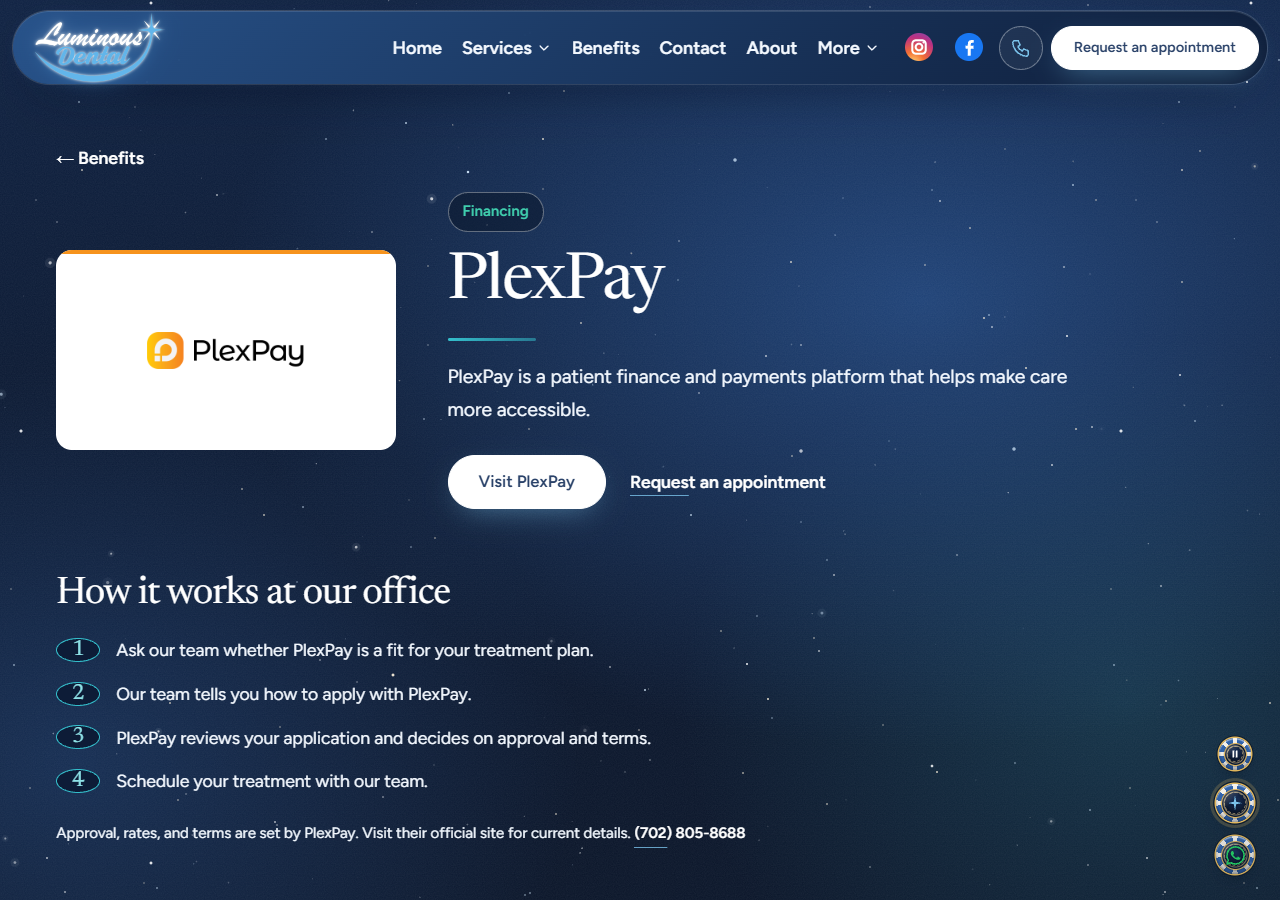 Luminous
Dental
Home Services Benefits Contact About More Request an appointment
← Benefits
Financing
PlexPay
PlexPay
PlexPay is a patient finance and payments platform that helps make care
more accessible.
Visit PlexPay Request an appointment
How it works at our office
1 Ask our team whether PlexPay is a fit for your treatment plan.
2 Our team tells you how to apply with PlexPay.
3 PlexPay reviews your application and decides on approval and terms.
4 Schedule your treatment with our team.
Approval, rates, and terms are set by PlexPay. Visit their official site for current details. (702) 805-8688